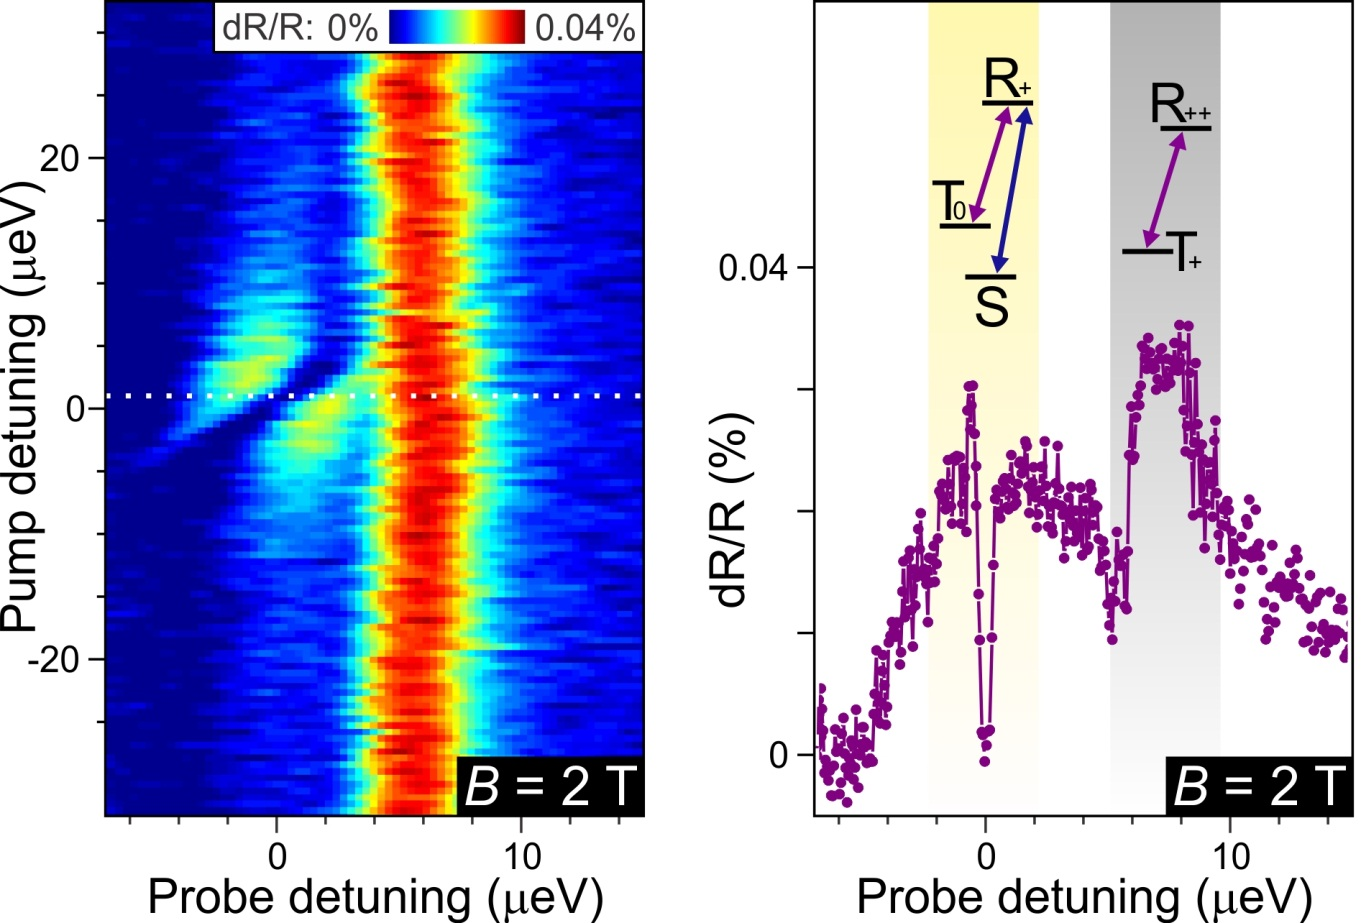 dR/R: 0% 0.04%
20
0
-20
Pump detuning (μeV)
B = 2 T
0 10
Probe detuning (μeV)
R+
T0
S
R++
T+
0.04
0
dR/R (%)
B = 2 T
0 10
Probe detuning (μeV)